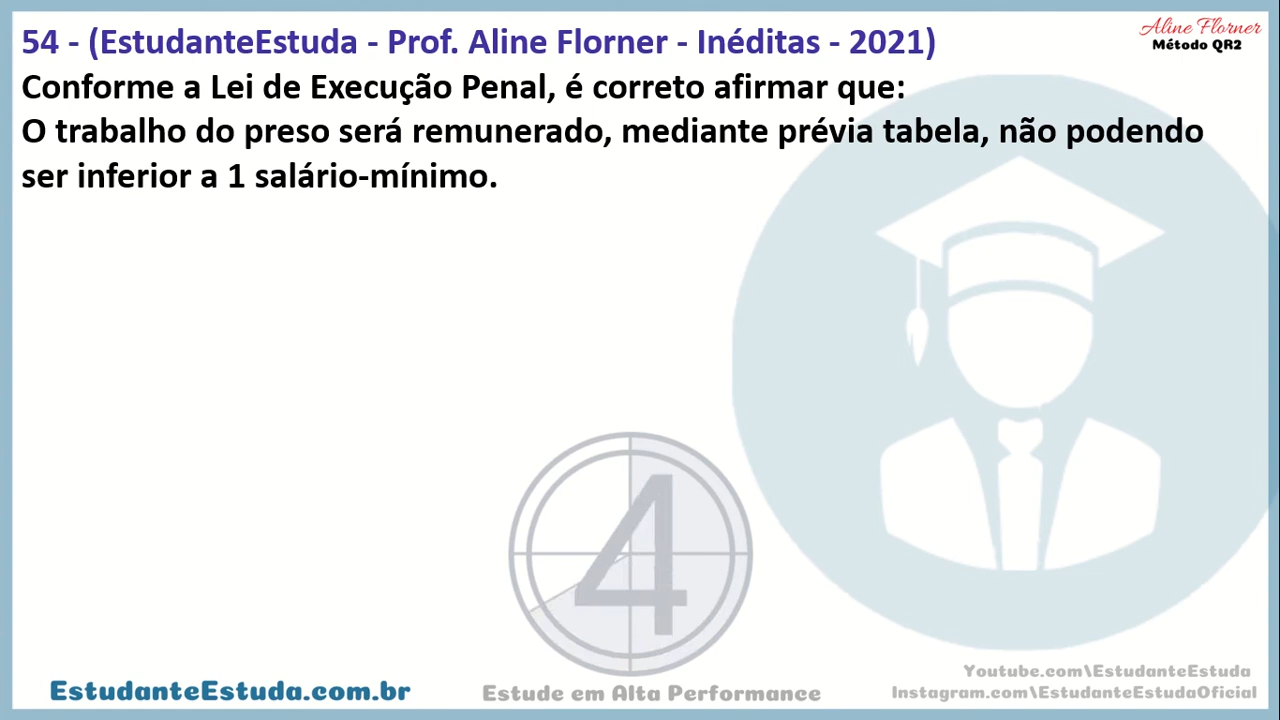 Aline Florner
Método QR2
54 - (EstudanteEstuda - Prof. Aline Florner - Inéditas - 2021)
Conforme a Lei de Execução Penal, é correto afirmar que:
O trabalho do preso será remunerado, mediante prévia tabela, não podendo
ser inferior a 1 salário-mínimo.
4
Youtube.com\EstudanteEstuda
EstudanteEstuda.com.br
Estude em Alta Performance
Instagram.com\EstudanteEstudaOficial